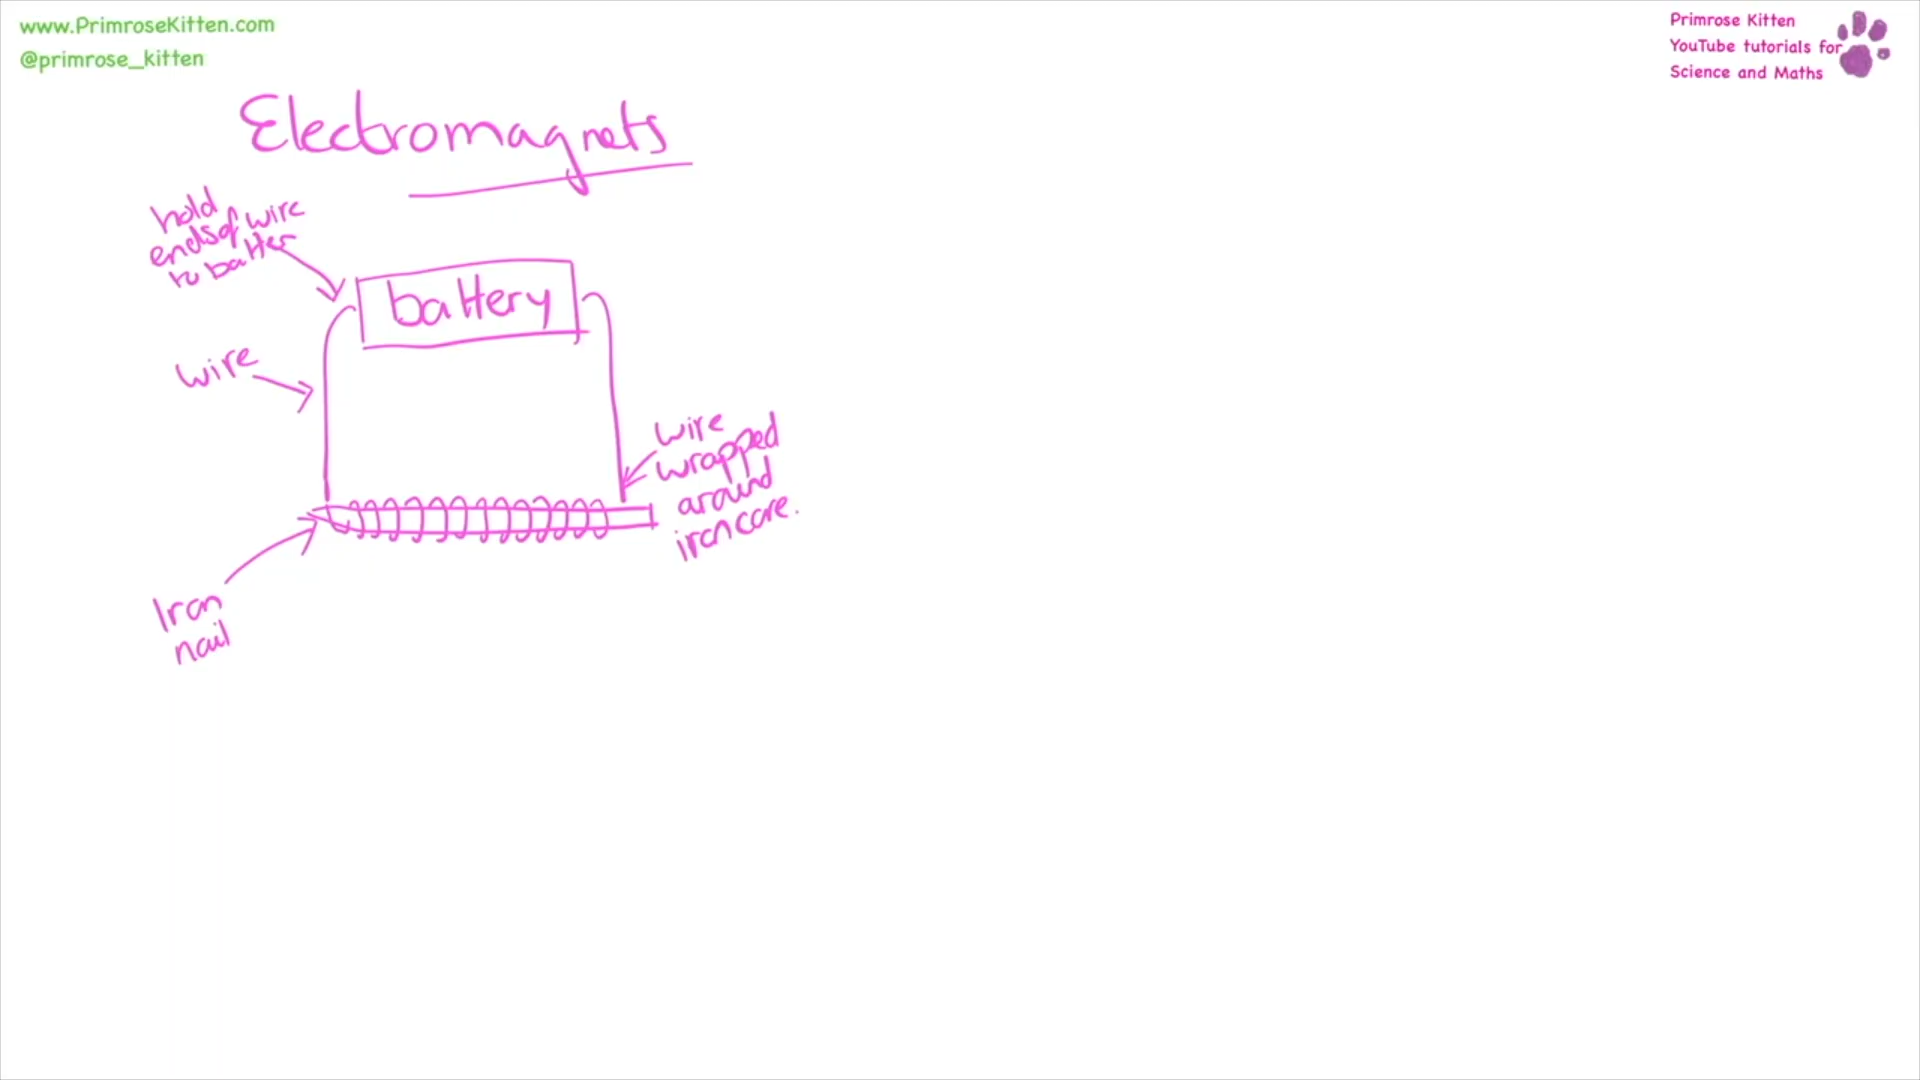 www.PrimroseKitten.com
@primrose_kitten
Primrose Kitten
YouTube tutorials for
Science and Maths
Electromagnets
hold
ends of wire
to batter
battery
wire
wire
wrapped
around
iron core.
Iron
nail